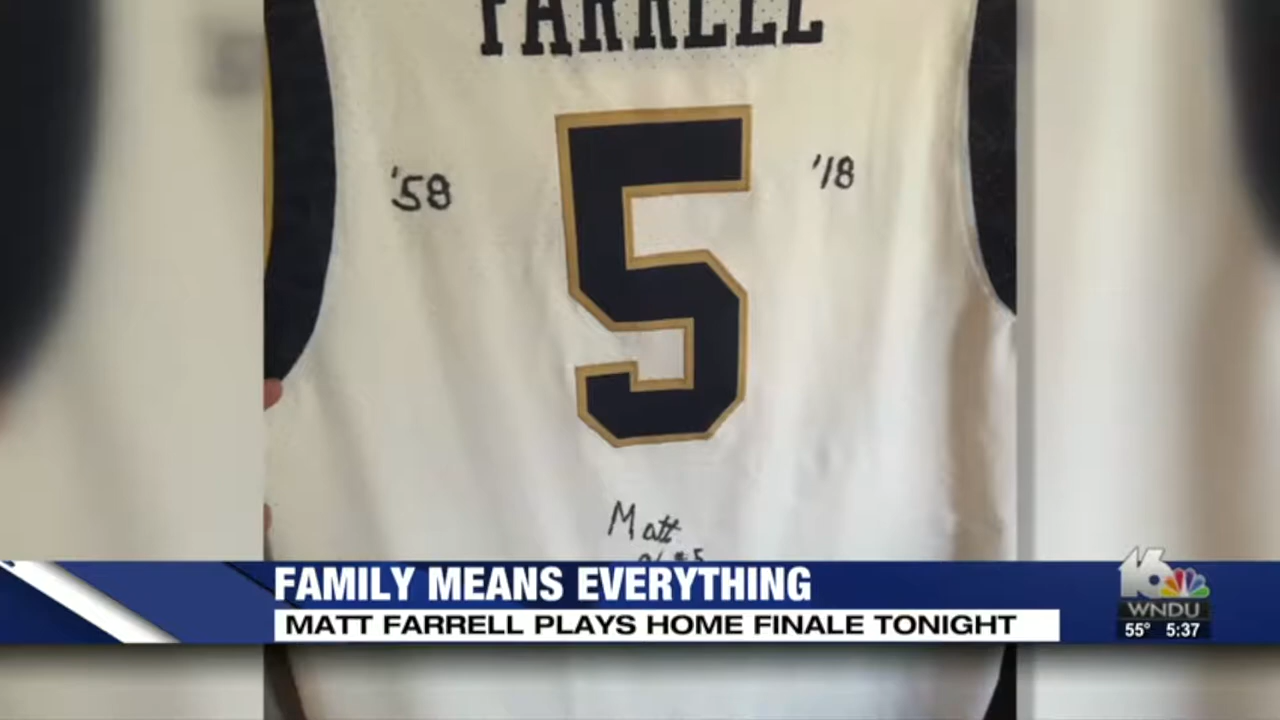 FARRELL
'58
'18
5
Matt
#5
FAMILY MEANS EVERYTHING
MATT FARRELL PLAYS HOME FINALE TONIGHT
16
WNDU
55° 5:37